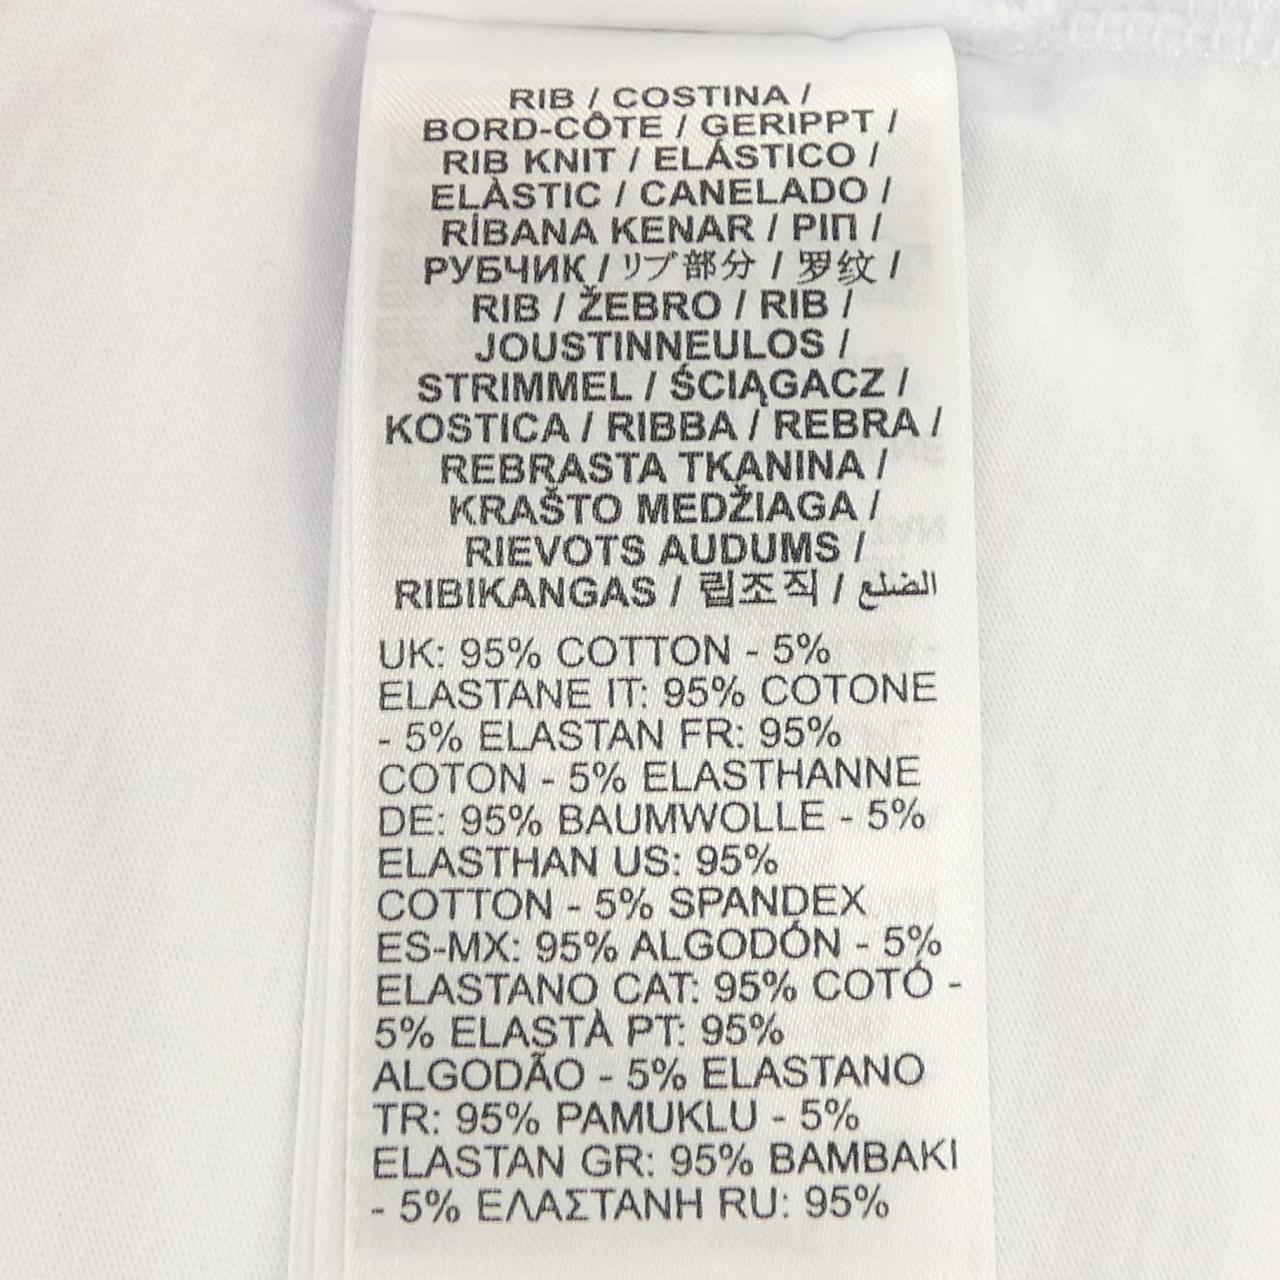 RIB / COSTINA /
BORD-CÔTE / GERIPPT /
RIB KNIT / ELÁSTICO /
ELÀSTIC / CANELADO /
RİBANA KENAR / ΡΙΠ /
РУБЧИК / リブ部分 / 罗纹 /
RIB / ŽEBRO / RIB /
JOUSTINNEULOS /
STRIMMEL / ŚCIĄGACZ /
KOSTICA / RIBBA / REBRA /
REBRASTA TKANINA /
KRAŠTO MEDŽIAGA /
RIEVOTS AUDUMS /
RIBIKANGAS / 립조직 / الضلع
UK: 95% COTTON - 5%
ELASTANE IT: 95% COTONE
- 5% ELASTAN FR: 95%
COTON - 5% ELASTHANNE
DE: 95% BAUMWOLLE - 5%
ELASTHAN US: 95%
COTTON - 5% SPANDEX
ES-MX: 95% ALGODÓN - 5%
ELASTANO CAT: 95% COTÓ -
5% ELASTÀ PT: 95%
ALGODÃO - 5% ELASTANO
TR: 95% PAMUKLU - 5%
ELASTAN GR: 95% ΒΑΜΒΑΚΙ
- 5% ΕΛΑΣΤΑΝΗ RU: 95%